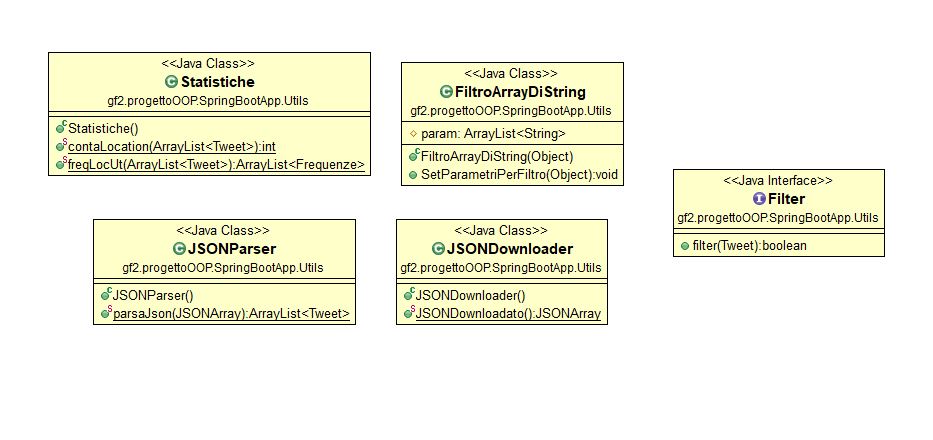 <<Java Class>>
Statistiche
gf2.progettoOOP.SpringBootApp.Utils
Statistiche()
contaLocation(ArrayList<Tweet>):int
freqLocUt(ArrayList<Tweet>):ArrayList<Frequenze>
<<Java Class>>
FiltroArrayDiString
gf2.progettoOOP.SpringBootApp.Utils
param: ArrayList<String>
FiltroArrayDiString(Object)
SetParametriPerFiltro(Object):void
<<Java Interface>>
Filter
gf2.progettoOOP.SpringBootApp.Utils
filter(Tweet):boolean
<<Java Class>>
JSONParser
gf2.progettoOOP.SpringBootApp.Utils
JSONParser()
parsaJson(JSONArray):ArrayList<Tweet>
<<Java Class>>
JSONDownloader
gf2.progettoOOP.SpringBootApp.Utils
JSONDownloader()
JSONDownloadato():JSONArray